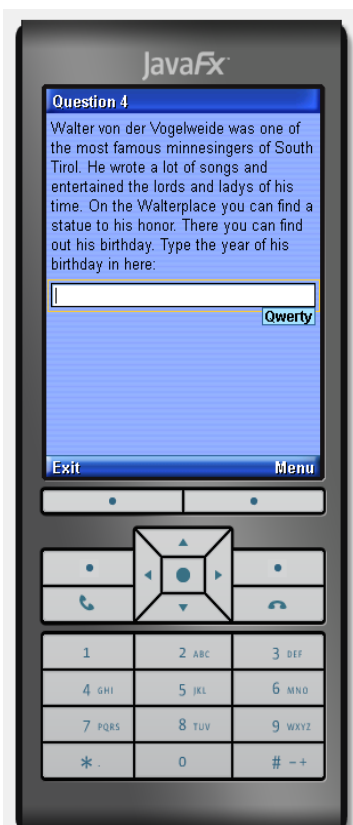 JavaFx
Question 4
Walter von der Vogelweide was one of
the most famous minnesingers of South
Tirol. He wrote a lot of songs and
entertained the lords and ladys of his
time. On the Walterplace you can find a
statue to his honor. There you can find
out his birthday. Type the year of his
birthday in here:
Qwerty
Exit Menu
1 2 ABC 3 DEF
4 GHI 5 JKL 6 MNO
7 PQRS 8 TUV 9 WXYZ
* . 0 # - +